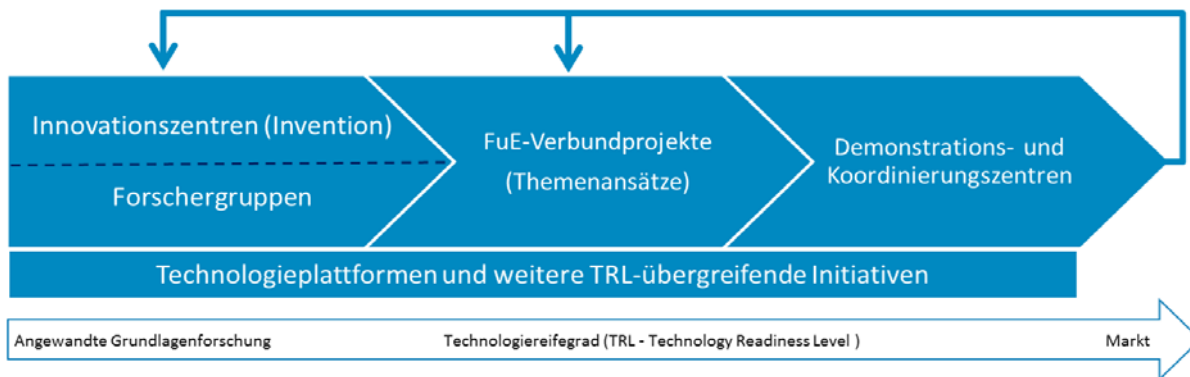 Innovationszentren (Invention)
Forschergruppen
FuE-Verbundprojekte
(Themenansätze)
Demonstrations- und
Koordinierungszentren
Technologieplattformen und weitere TRL-übergreifende Initiativen
Angewandte Grundlagenforschung
Technologiereifegrad (TRL - Technology Readiness Level )
Markt